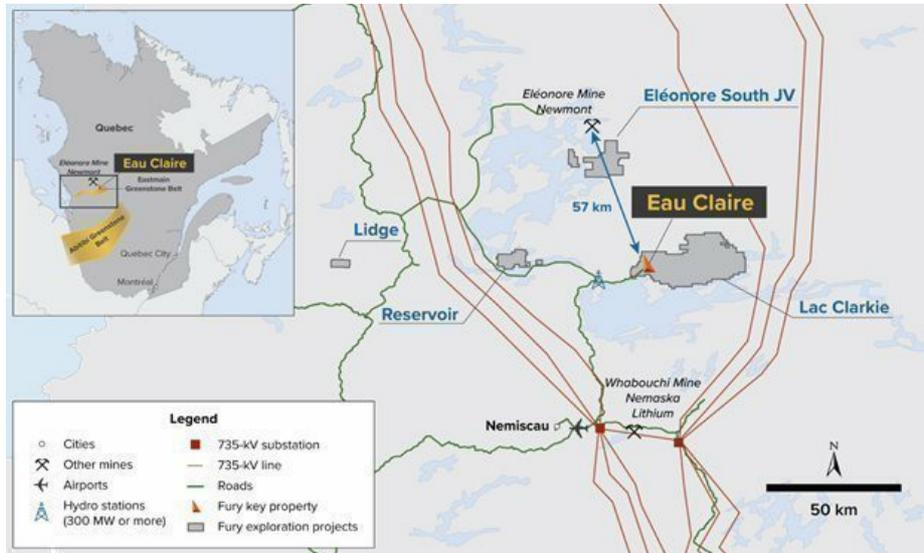 Quebec
Eléonore Mine
Newmont
Eau Claire
Eastmain
Greenstone Belt
Abitibi Greenstone
Belt
Quebec City
Montréal
Eléonore Mine
Newmont
Eléonore South JV
57 km
Eau Claire
Lidge
Reservoir
Lac Clarkie
Whabouchi Mine
Nemaska
Lithium
Nemiscau
Legend
Cities
Other mines
Airports
Hydro stations
(300 MW or more)
735-kV substation
735-kV line
Roads
Fury key property
Fury exploration projects
N
50 km